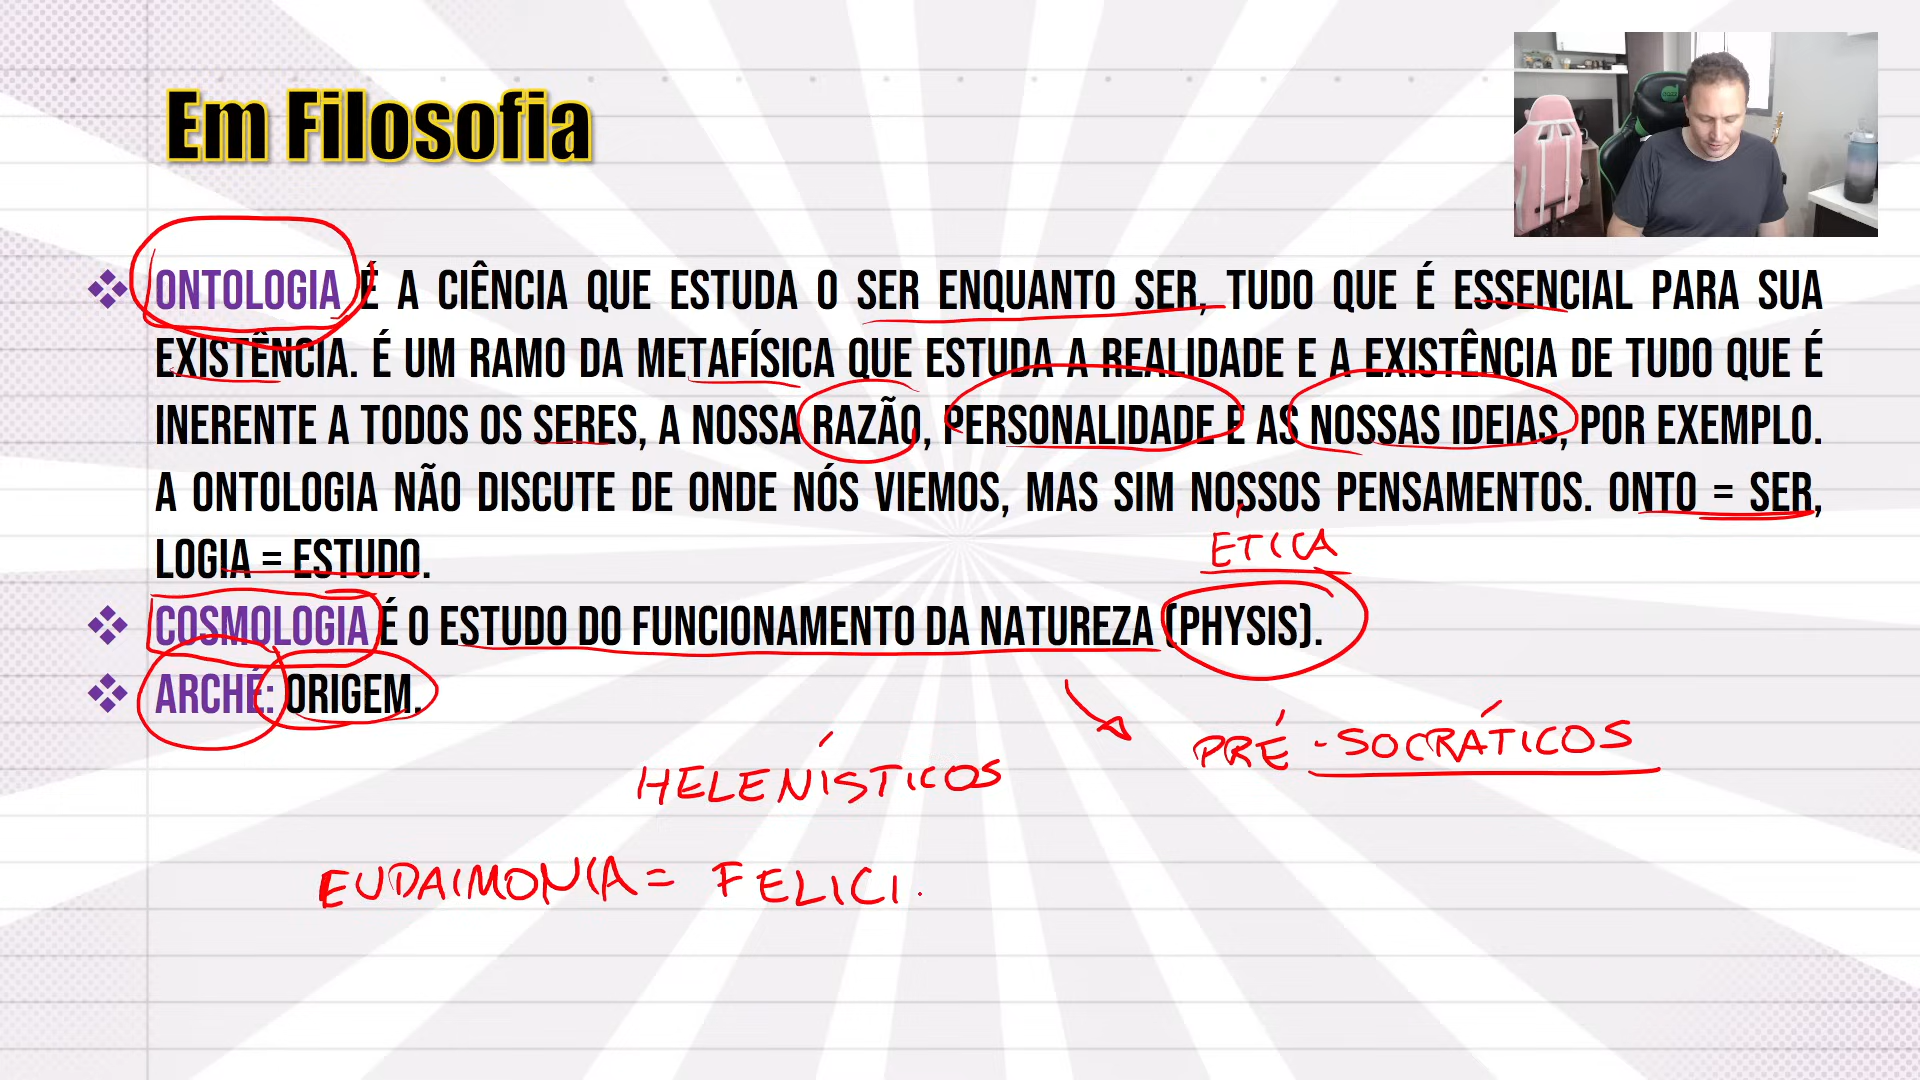 Em Filosofia
ONTOLOGIA É A CIÊNCIA QUE ESTUDA O SER ENQUANTO SER, TUDO QUE É ESSENCIAL PARA SUA
EXISTÊNCIA. É UM RAMO DA METAFÍSICA QUE ESTUDA A REALIDADE E A EXISTÊNCIA DE TUDO QUE É
INERENTE A TODOS OS SERES, A NOSSA RAZÃO, PERSONALIDADE E AS NOSSAS IDEIAS, POR EXEMPLO.
A ONTOLOGIA NÃO DISCUTE DE ONDE NÓS VIEMOS, MAS SIM NOSSOS PENSAMENTOS. ONTO = SER,
LOGIA = ESTUDO.
ÉTICA
COSMOLOGIA É O ESTUDO DO FUNCIONAMENTO DA NATUREZA (PHYSIS).
ARCHÉ: ORIGEM.
PRÉ-SOCRÁTICOS
HELENÍSTICOS
EUDAIMONIA = FELICI.